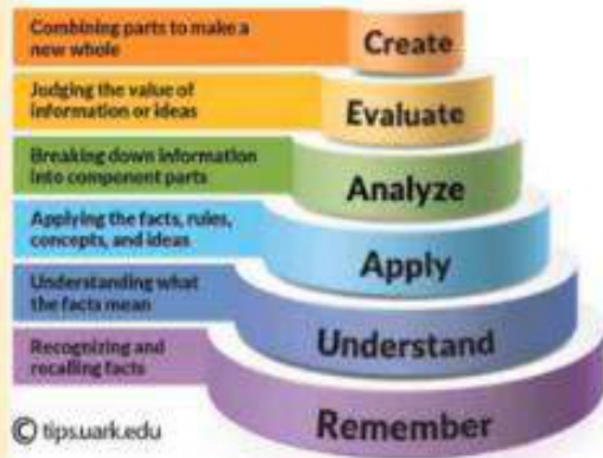 Combining parts to make a
new whole
Create
Judging the value of
information or ideas
Evaluate
Breaking down information
into component parts
Analyze
Applying the facts, rules,
concepts, and ideas
Apply
Understanding what
the facts mean
Understand
Recognizing and
recalling facts
Remember
© tips.uark.edu